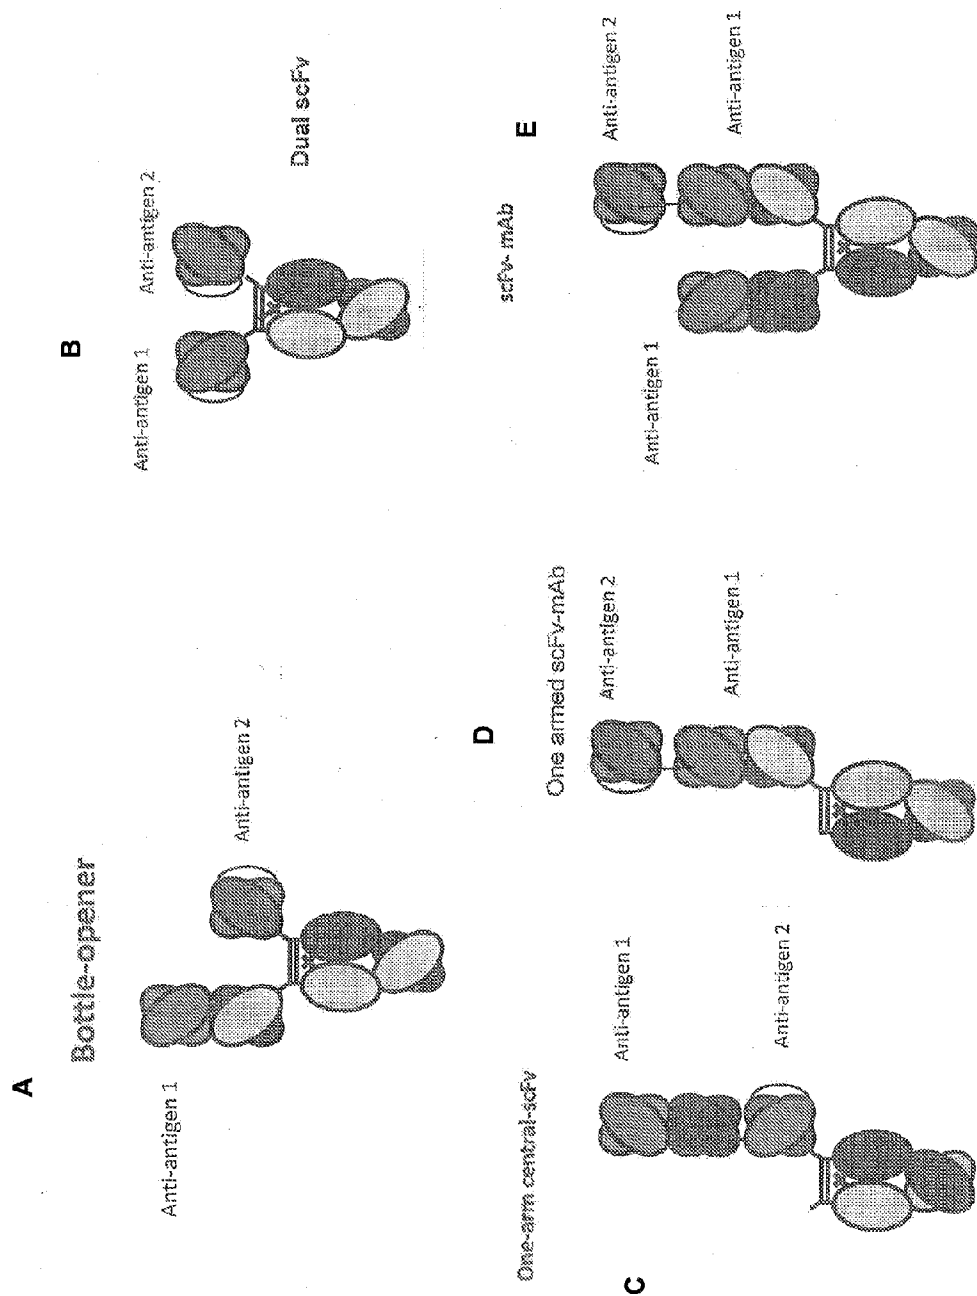 A
Bottle-opener
Anti-antigen 1
Anti-antigen 2
B
Anti-antigen 1
Anti-antigen 2
Dual scFv
C
One-arm central-scFv
Anti-antigen 1
Anti-antigen 2
D
One armed scFv-mAb
Anti-antigen 2
Anti-antigen 1
E
scFv- mAb
Anti-antigen 1
Anti-antigen 2
Anti-antigen 1